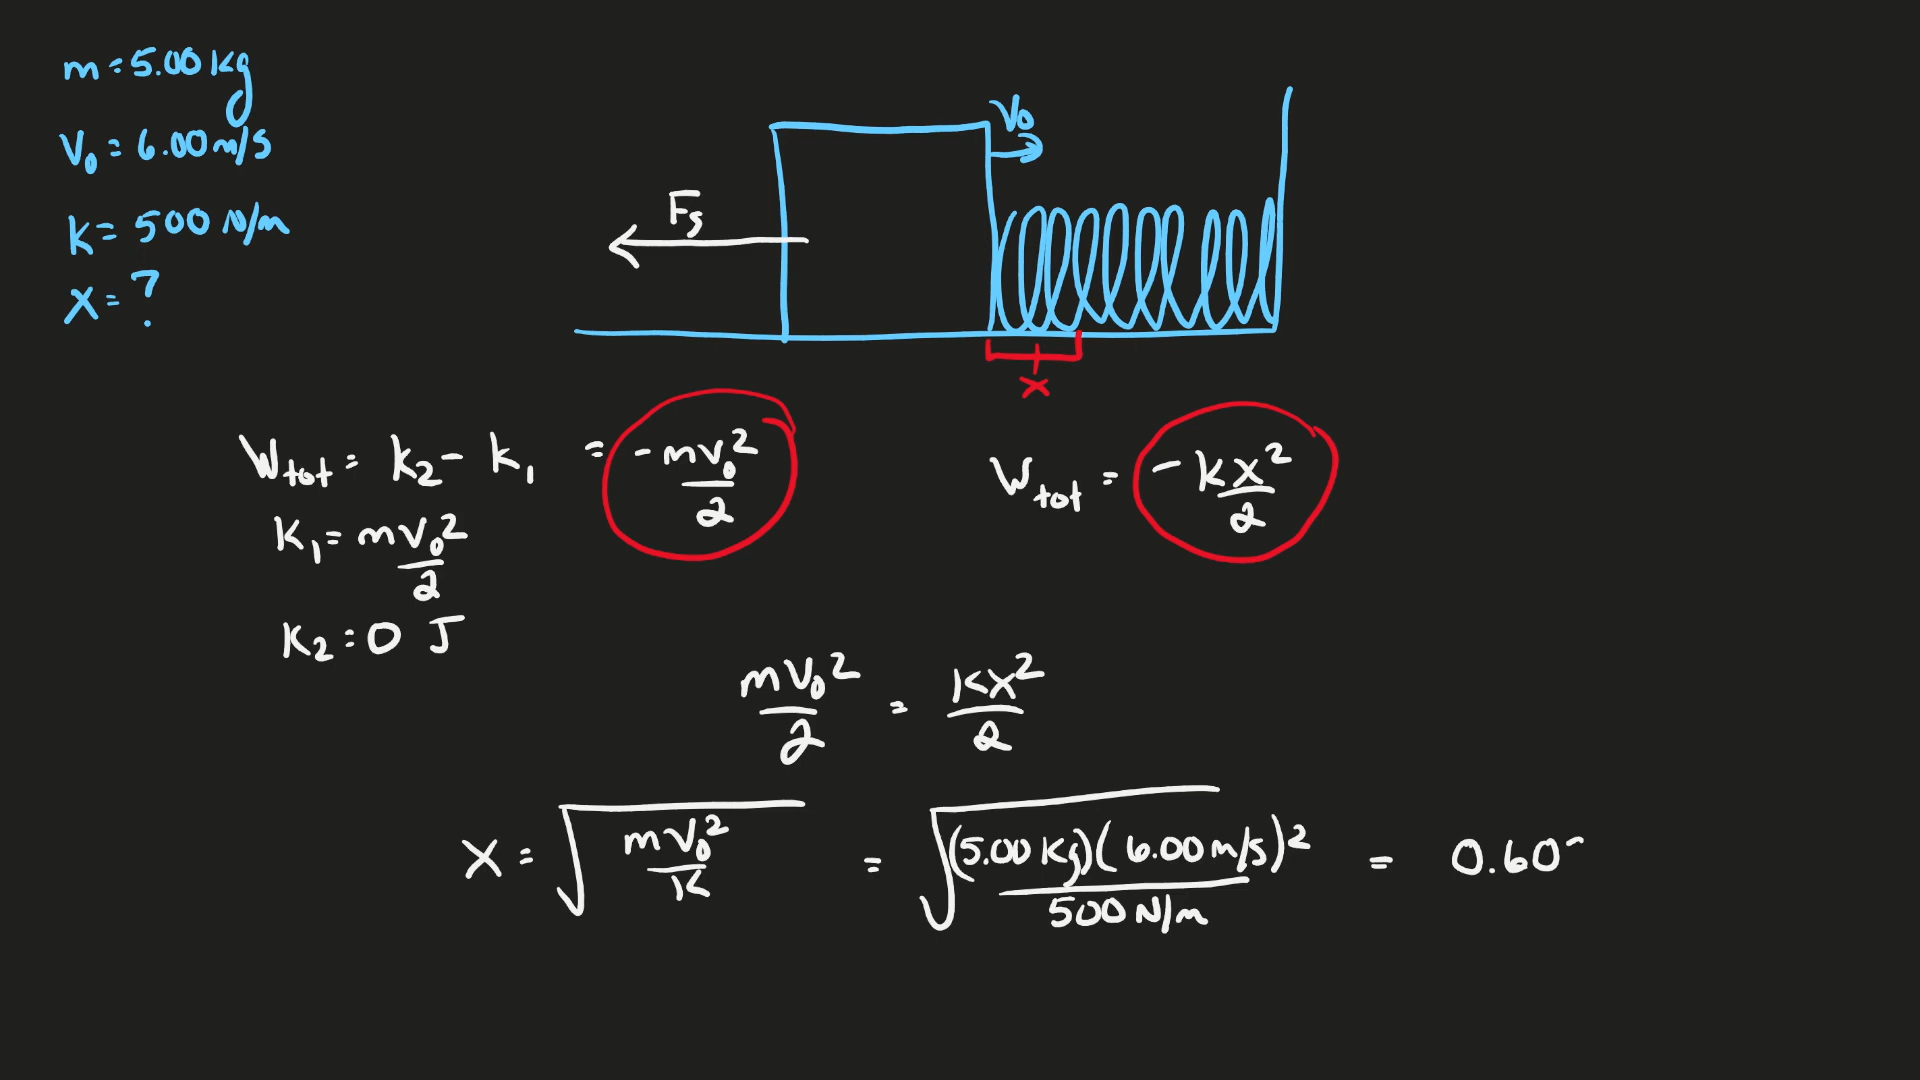 m = 5.00 kg
V₀ = 6.00 m/s
k = 500 N/m
x = ?
V₀
Fs
x
Wtot = k₂ - k₁ = -mv₀²/2
Wtot = -kx²/2
K₁ = mv₀²/2
K₂ = 0 J
mv₀²/2 = kx²/2
x = √(mv₀²/k) = √((5.00 kg)(6.00 m/s)²/500 N/m) = 0.60